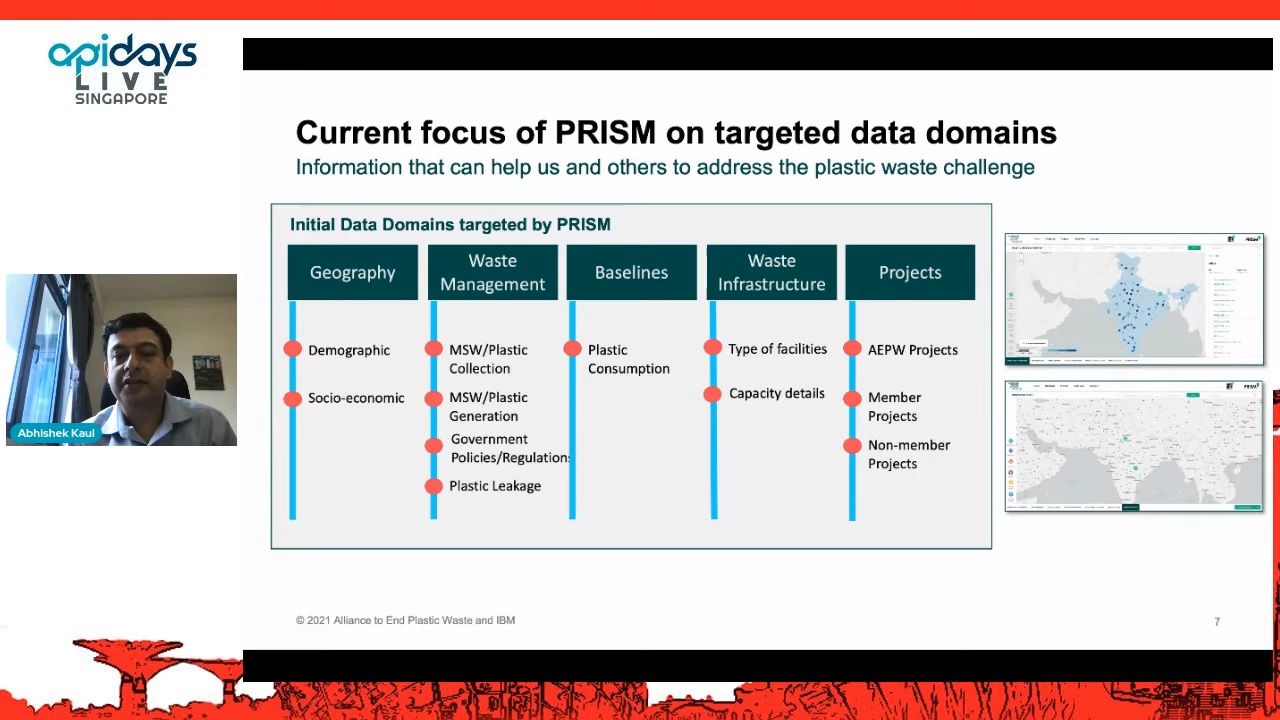 apidays
LIVE
SINGAPORE
Current focus of PRISM on targeted data domains
Information that can help us and others to address the plastic waste challenge
Initial Data Domains targeted by PRISM
Geography
Demographic
Socio-economic
Waste
Management
MSW/Plastic
Collection
MSW/Plastic
Generation
Government
Policies/Regulations
Plastic Leakage
Baselines
Plastic
Consumption
Waste
Infrastructure
Type of facilities
Capacity details
Projects
AEPW Projects
Member
Projects
Non-member
Projects
PRISM
PRISM
Abhishek Kaul
© 2021 Alliance to End Plastic Waste and IBM
7